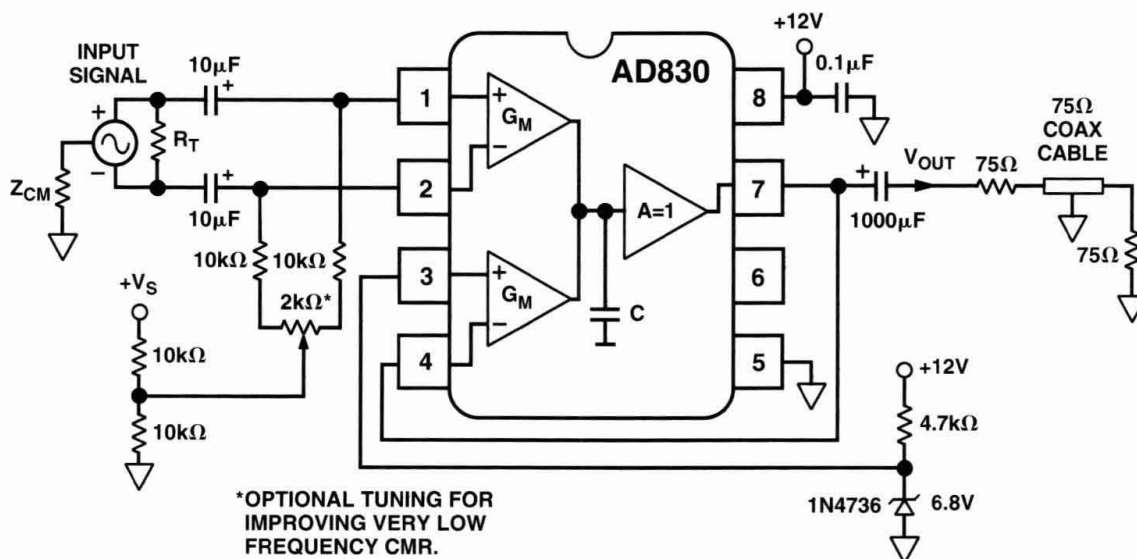 INPUT
SIGNAL
+
−
Z_CM
R_T
10µF
+
10µF
+
10kΩ
10kΩ
2kΩ*
+V_S
10kΩ
10kΩ
AD830
1
2
3
4
8
7
6
5
+
G_M
−
+
G_M
−
A=1
C
+12V
0.1µF
+
1000µF
V_OUT
75Ω
75Ω
COAX
CABLE
75Ω
+12V
4.7kΩ
1N4736
6.8V
*OPTIONAL TUNING FOR
IMPROVING VERY LOW
FREQUENCY CMR.